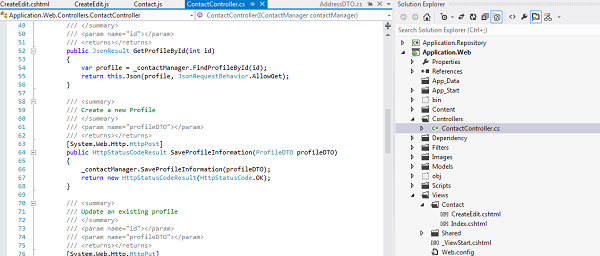 CreateEdit.cshtml CreateEdit.js Contact.js ContactController.cs AddressDTO.cs
Application.Web.Controllers.ContactController ContactController(IContactManager contactManager)
49 /// </summary>
50 /// <param name="id"></param>
51 /// <returns></returns>
52 public JsonResult GetProfileById(int id)
53 {
54 var profile = _contactManager.FindProfileById(id);
55 return this.Json(profile, JsonRequestBehavior.AllowGet);
56 }
57
58 /// <summary>
59 /// Create a new Profile
60 /// </summary>
61 /// <param name="profileDTO"></param>
62 /// <returns></returns>
63 [System.Web.Http.HttpPost]
64 public HttpStatusCodeResult SaveProfileInformation(ProfileDTO profileDTO)
65 {
66 _contactManager.SaveProfileInformation(profileDTO);
67 return new HttpStatusCodeResult(HttpStatusCode.OK);
68 }
69
70 /// <summary>
71 /// Update an existing profile
72 /// </summary>
73 /// <param name="id"></param>
74 /// <param name="profileDTO"></param>
75 /// <returns></returns>
76 [System.Web.Http.HttpPut]
Solution Explorer
Search Solution Explorer (Ctrl+;)
Application.Repository
Application.Web
Properties
References
App_Data
App_Start
bin
Content
Controllers
C# ContactController.cs
Dependency
Filters
Images
Models
obj
Scripts
Views
Contact
CreateEdit.cshtml
Index.cshtml
Shared
_ViewStart.cshtml
Web.config